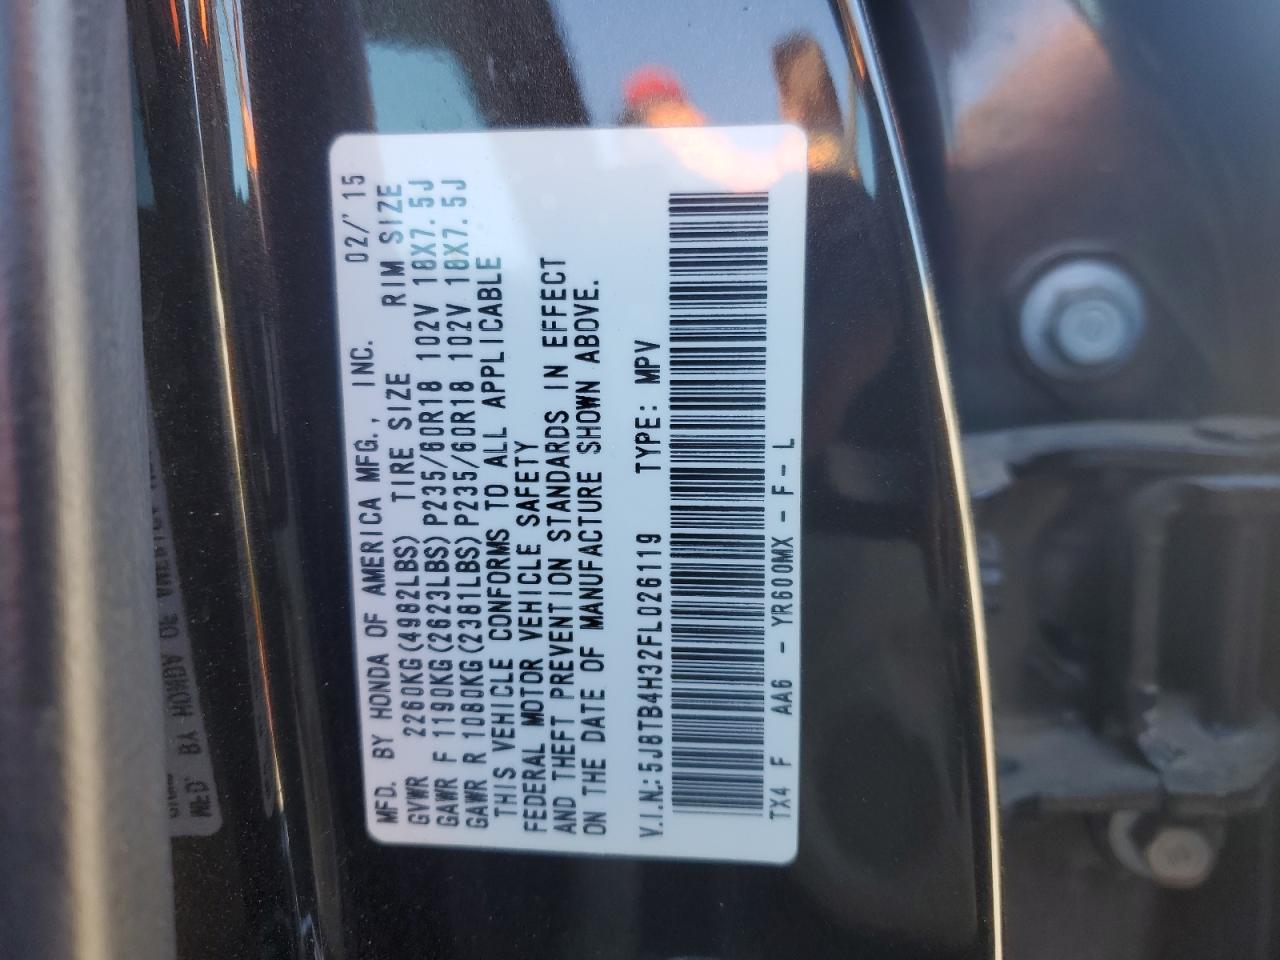 MFD. BY HONDA OF AMERICA MFG., INC. 02/'15
GVWR 2260KG(4982LBS) TIRE SIZE RIM SIZE
GAWR F 1190KG(2623LBS) P235/60R18 102V 18X7.5J
GAWR R 1080KG(2381LBS) P235/60R18 102V 18X7.5J
THIS VEHICLE CONFORMS TO ALL APPLICABLE
FEDERAL MOTOR VEHICLE SAFETY
AND THEFT PREVENTION STANDARDS IN EFFECT
ON THE DATE OF MANUFACTURE SHOWN ABOVE.
V.I.N.:5J8TB4H32FL026119 TYPE: MPV
TX4 F AA6 - YR600MX - F - L